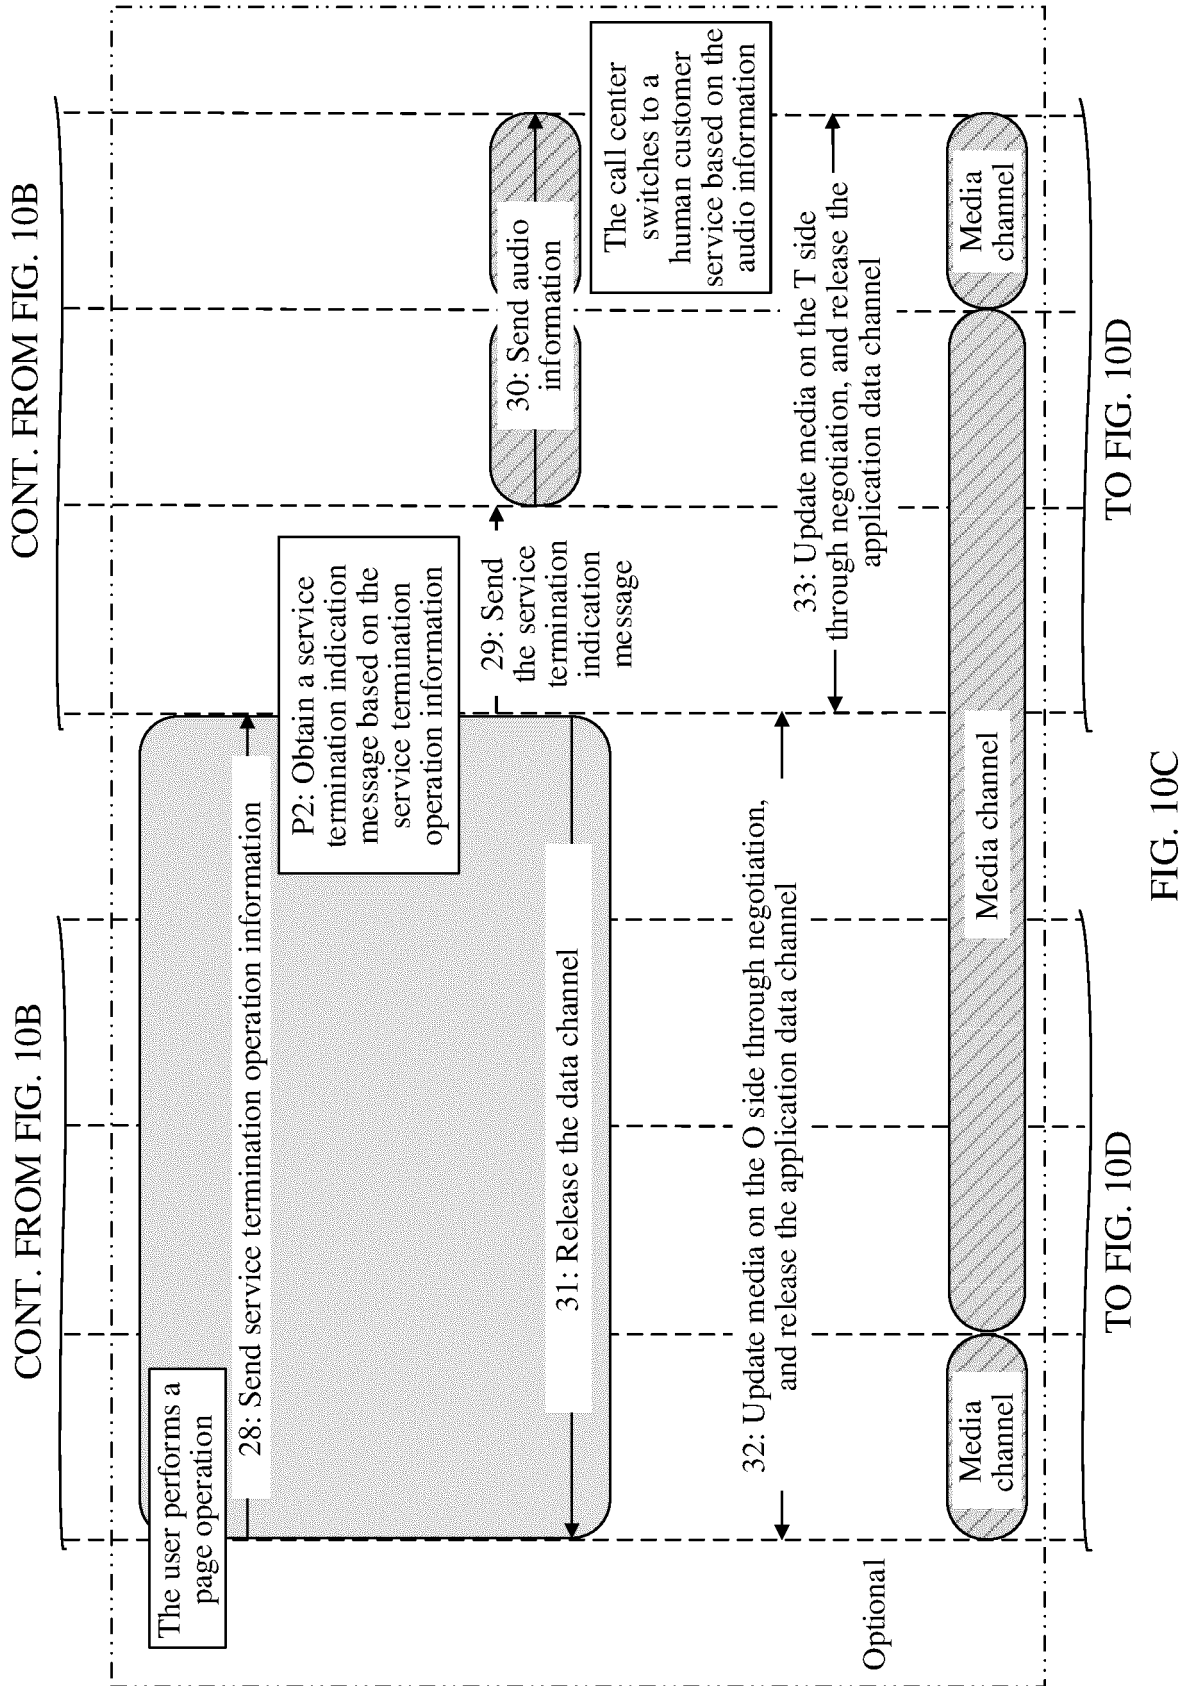 CONT. FROM FIG. 10B
CONT. FROM FIG. 10B
The user performs a
page operation
28: Send service termination operation information
P2: Obtain a service
termination indication
message based on the
service termination
operation information
29: Send
the service
termination
indication
message
30: Send audio
information
31: Release the data channel
The call center
switches to a
human customer
service based on the
audio information
32: Update media on the O side through negotiation,
and release the application data channel
33: Update media on the T side
through negotiation, and release the
application data channel
Optional
Media
channel
Media channel
Media
channel
TO FIG. 10D
TO FIG. 10D
FIG. 10C